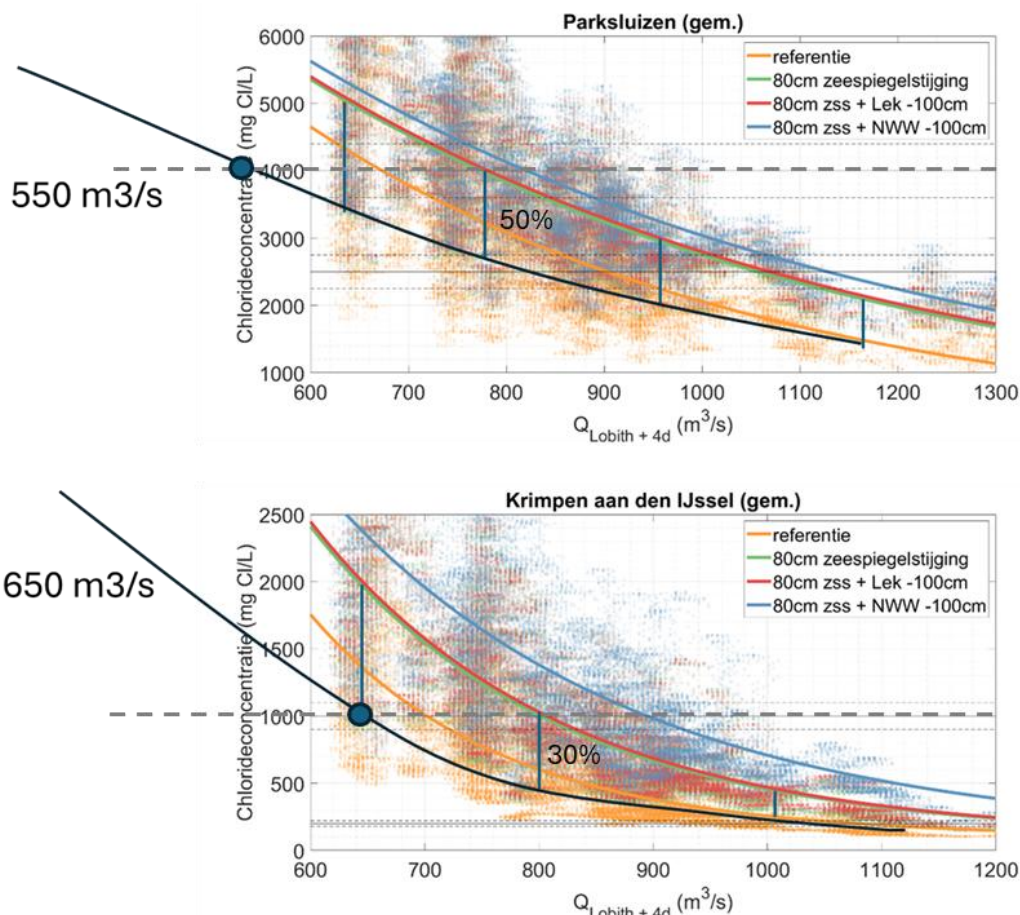 Parksluizen (gem.)
6000
5000
4000
3000
2000
1000
Chlorideconcentratie (mg Cl/L)
referentie
80cm zeespiegelstijging
80cm zss + Lek -100cm
80cm zss + NWW -100cm
550 m3/s
50%
600 700 800 900 1000 1100 1200 1300
Q Lobith + 4d (m³/s)
Krimpen aan den IJssel (gem.)
2500
2000
1500
1000
500
0
Chlorideconcentratie (mg Cl/L)
referentie
80cm zeespiegelstijging
80cm zss + Lek -100cm
80cm zss + NWW -100cm
650 m3/s
30%
600 700 800 900 1000 1100 1200
Q Lobith + 4d (m³/s)